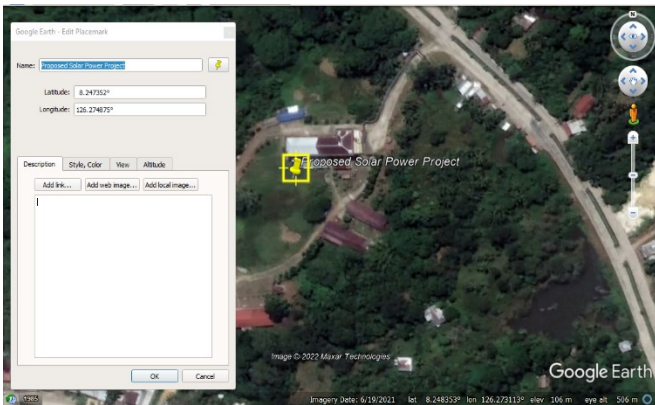 Google Earth - Edit Placemark
Name: Proposed Solar Power Project
Latitude: 8.247352°
Longitude: 126.274875°
Description Style, Color View Altitude
Add link... Add web image... Add local image...
OK Cancel
Proposed Solar Power Project
Image © 2022 Maxar Technologies
Google Earth
1985
Imagery Date: 6/19/2021 lat 8.248353° lon 126.273113° elev 106 m eye alt 506 m